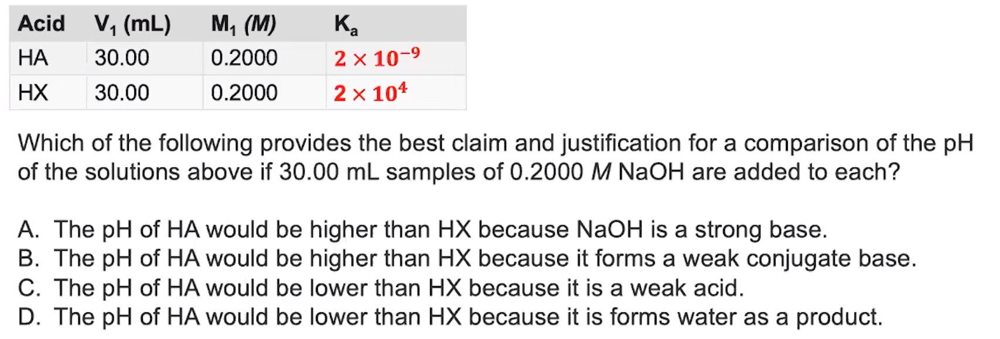 Acid V₁ (mL) M₁ (M) Kₐ
HA 30.00 0.2000 2 × 10⁻⁹
HX 30.00 0.2000 2 × 10⁴
Which of the following provides the best claim and justification for a comparison of the pH
of the solutions above if 30.00 mL samples of 0.2000 M NaOH are added to each?
A. The pH of HA would be higher than HX because NaOH is a strong base.
B. The pH of HA would be higher than HX because it forms a weak conjugate base.
C. The pH of HA would be lower than HX because it is a weak acid.
D. The pH of HA would be lower than HX because it is forms water as a product.